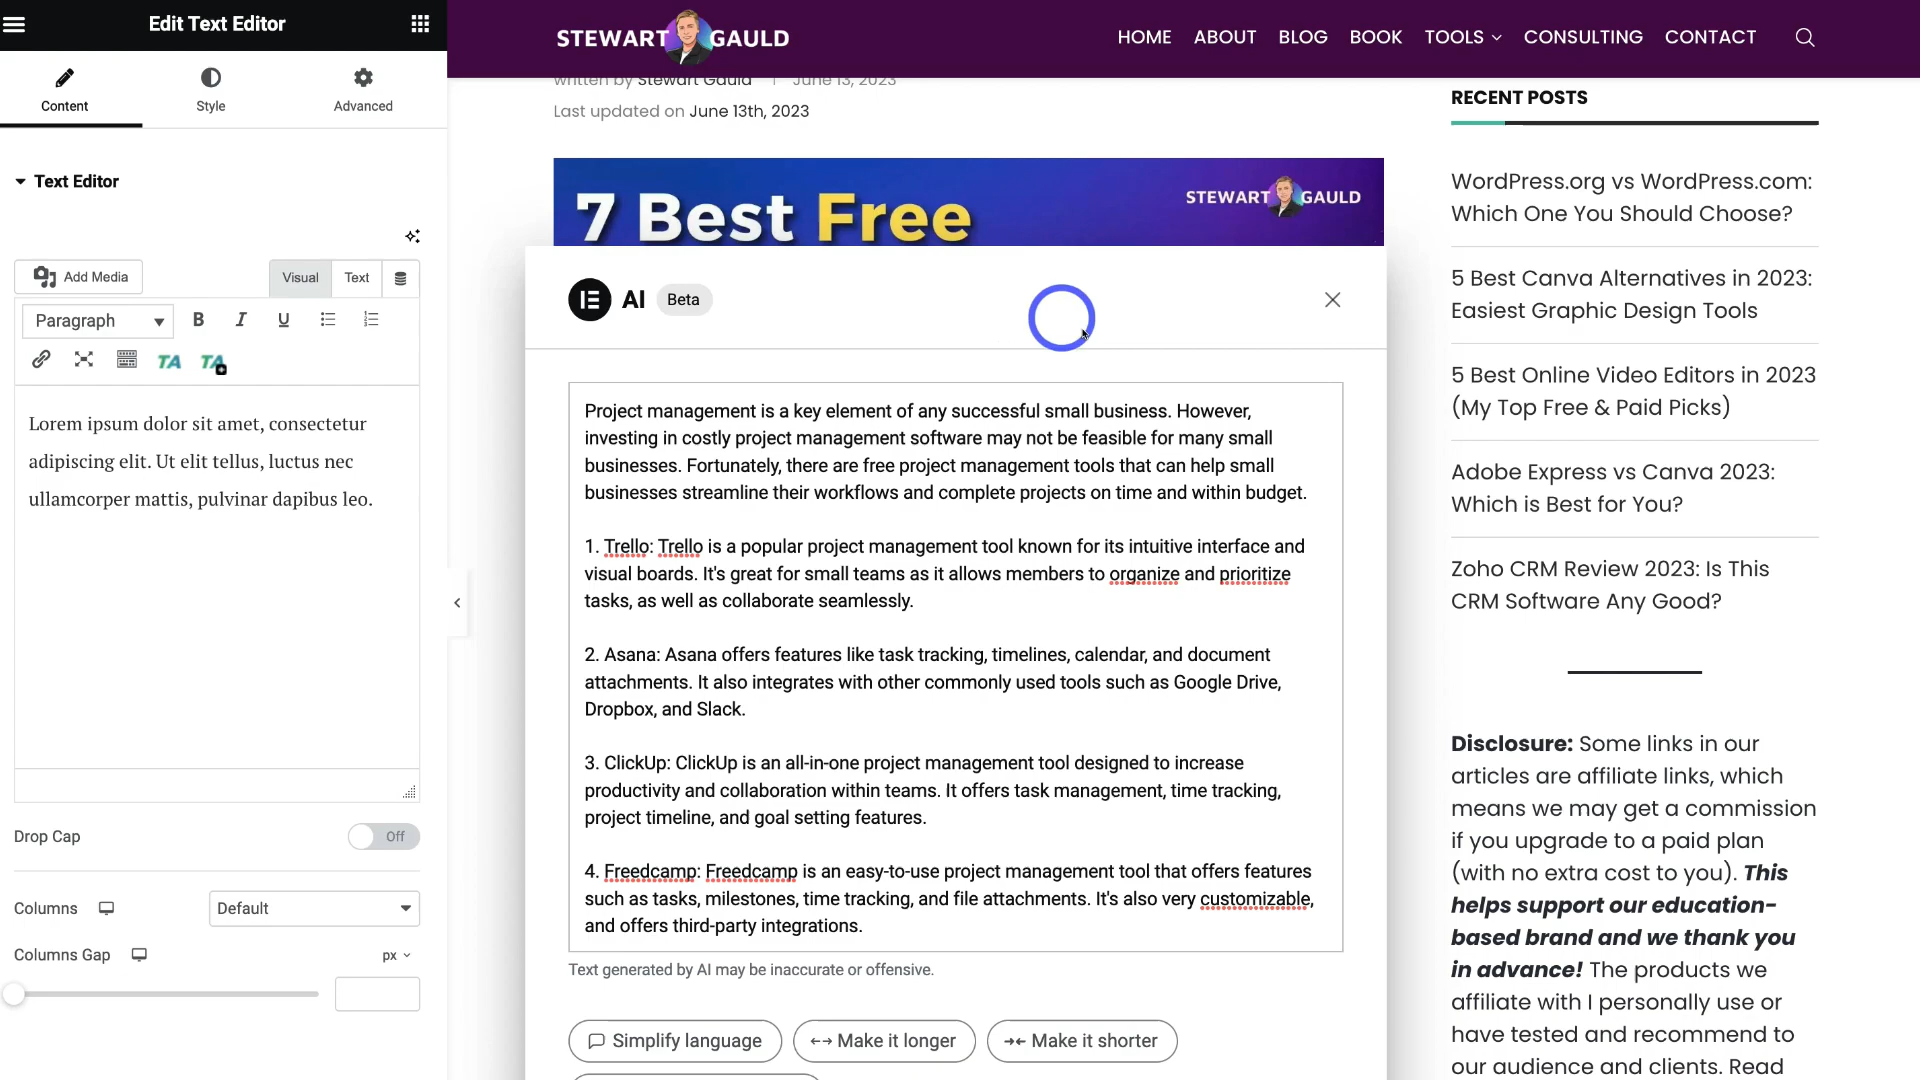 Edit Text Editor
Content
Style
Advanced
Text Editor
Add Media
Visual
Text
Paragraph
B
I
U
TA
TA
Lorem ipsum dolor sit amet, consectetur
adipiscing elit. Ut elit tellus, luctus nec
ullamcorper mattis, pulvinar dapibus leo.
Drop Cap
Off
Columns
Default
Columns Gap
px
STEWART GAULD
HOME
ABOUT
BLOG
BOOK
TOOLS
CONSULTING
CONTACT
written by Stewart Gauld
June 13, 2023
Last updated on June 13th, 2023
7 Best Free
STEWART GAULD
AI
Beta
Project management is a key element of any successful small business. However,
investing in costly project management software may not be feasible for many small
businesses. Fortunately, there are free project management tools that can help small
businesses streamline their workflows and complete projects on time and within budget.
1. Trello: Trello is a popular project management tool known for its intuitive interface and
visual boards. It's great for small teams as it allows members to organize and prioritize
tasks, as well as collaborate seamlessly.
2. Asana: Asana offers features like task tracking, timelines, calendar, and document
attachments. It also integrates with other commonly used tools such as Google Drive,
Dropbox, and Slack.
3. ClickUp: ClickUp is an all-in-one project management tool designed to increase
productivity and collaboration within teams. It offers task management, time tracking,
project timeline, and goal setting features.
4. Freedcamp: Freedcamp is an easy-to-use project management tool that offers features
such as tasks, milestones, time tracking, and file attachments. It's also very customizable,
and offers third-party integrations.
Text generated by AI may be inaccurate or offensive.
Simplify language
Make it longer
Make it shorter
RECENT POSTS
WordPress.org vs WordPress.com:
Which One You Should Choose?
5 Best Canva Alternatives in 2023:
Easiest Graphic Design Tools
5 Best Online Video Editors in 2023
(My Top Free & Paid Picks)
Adobe Express vs Canva 2023:
Which is Best for You?
Zoho CRM Review 2023: Is This
CRM Software Any Good?
Disclosure: Some links in our
articles are affiliate links, which
means we may get a commission
if you upgrade to a paid plan
(with no extra cost to you). This
helps support our education-
based brand and we thank you
in advance! The products we
affiliate with I personally use or
have tested and recommend to
our audience and clients. Read